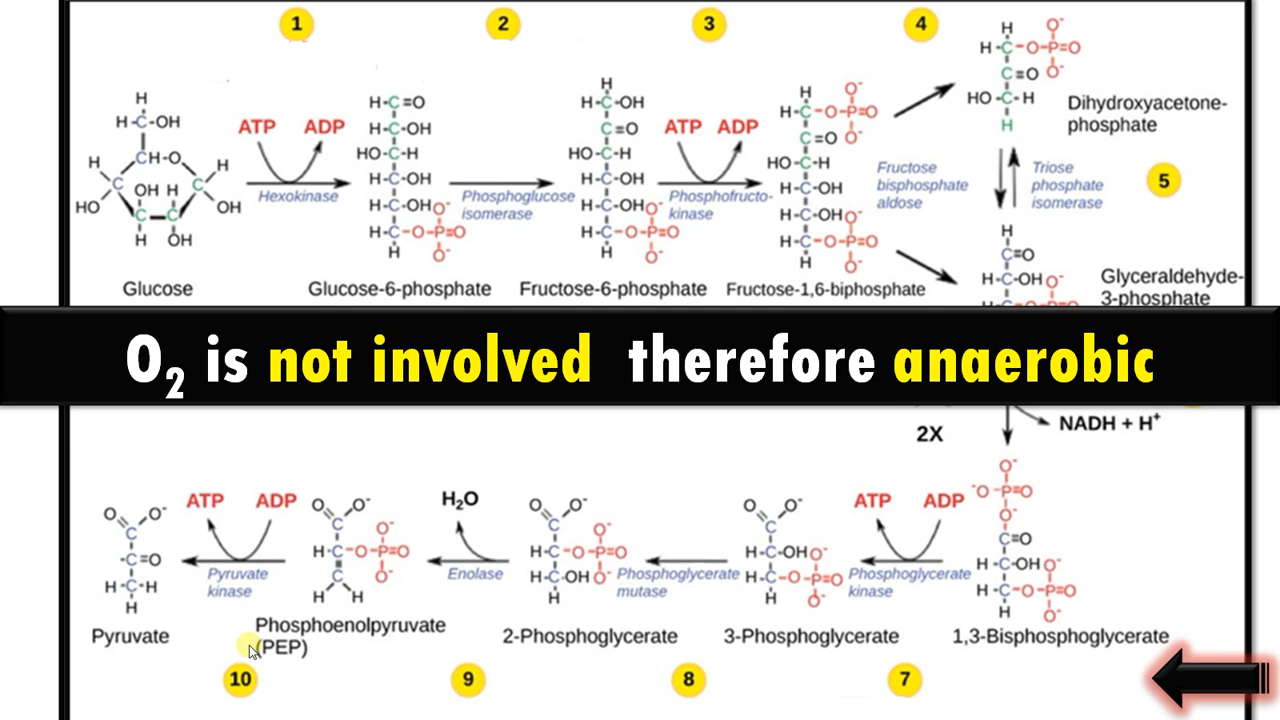 1
2
3
4
ATP ADP
Hexokinase
Phosphoglucose
isomerase
ATP ADP
Phosphofructo-
kinase
Fructose
bisphosphate
aldose
Dihydroxyacetone-
phosphate
Triose
phosphate
isomerase
5
Glucose
Glucose-6-phosphate
Fructose-6-phosphate
Fructose-1,6-biphosphate
Glyceraldehyde-
3-phosphate
O2 is not involved therefore anaerobic
2X
NADH + H+
ATP ADP
H2O
ATP ADP
Pyruvate
kinase
Enolase
Phosphoglycerate
mutase
Phosphoglycerate
kinase
Pyruvate
Phosphoenolpyruvate
(PEP)
2-Phosphoglycerate
3-Phosphoglycerate
1,3-Bisphosphoglycerate
10
9
8
7